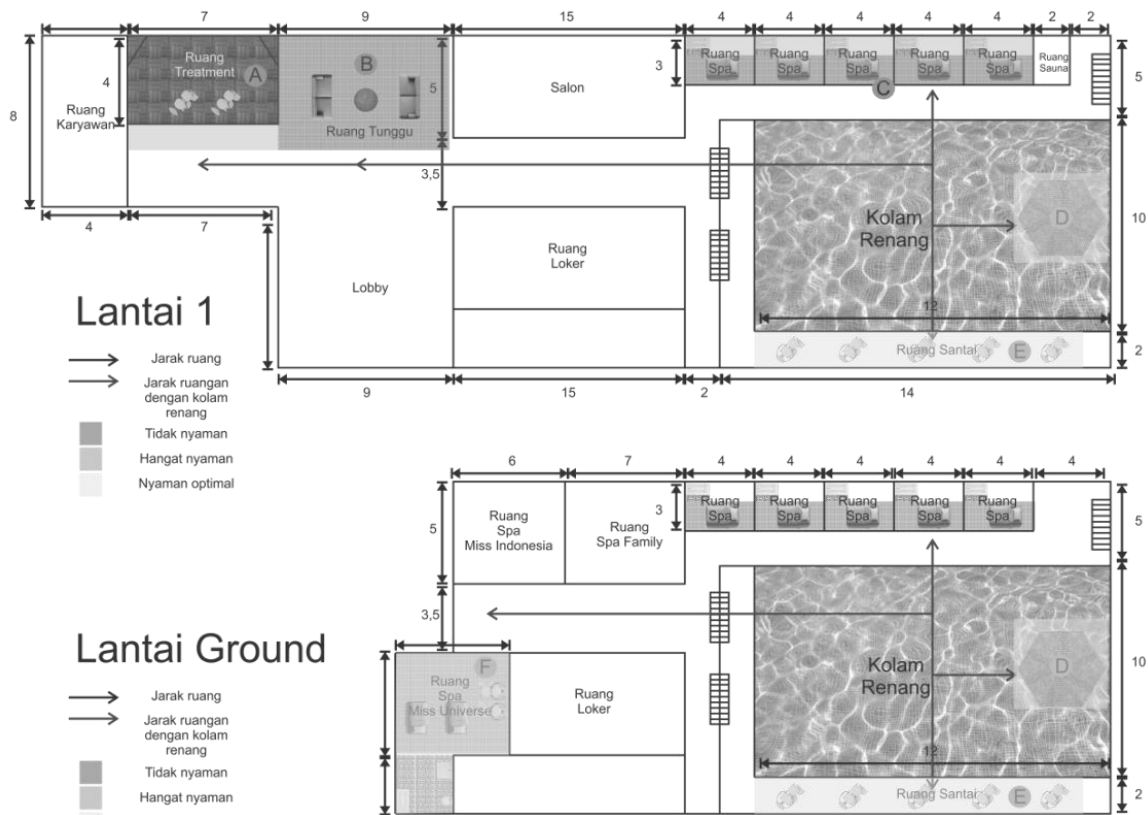 7
9
15
4
4
4
4
4
2
2
8
4
Ruang
Karyawan
Ruang
Treatment
A
B
5
Ruang Tunggu
Salon
3
Ruang
Spa
Ruang
Spa
Ruang
Spa
Ruang
Spa
Ruang
Spa
Ruang
Sauna
C
5
3,5
4
7
Lobby
Ruang
Loker
Kolam
Renang
D
10
12
Ruang Santai
E
2
9
15
2
14
Lantai 1
Jarak ruang
Jarak ruangan
dengan kolam
renang
Tidak nyaman
Hangat nyaman
Nyaman optimal
6
7
4
4
4
4
4
4
5
Ruang
Spa
Miss Indonesia
Ruang
Spa Family
3
Ruang
Spa
Ruang
Spa
Ruang
Spa
Ruang
Spa
Ruang
Spa
5
3,5
Ruang
Spa
Miss Universe
F
Ruang
Loker
Kolam
Renang
D
10
12
Ruang Santai
E
2
Lantai Ground
Jarak ruang
Jarak ruangan
dengan kolam
renang
Tidak nyaman
Hangat nyaman